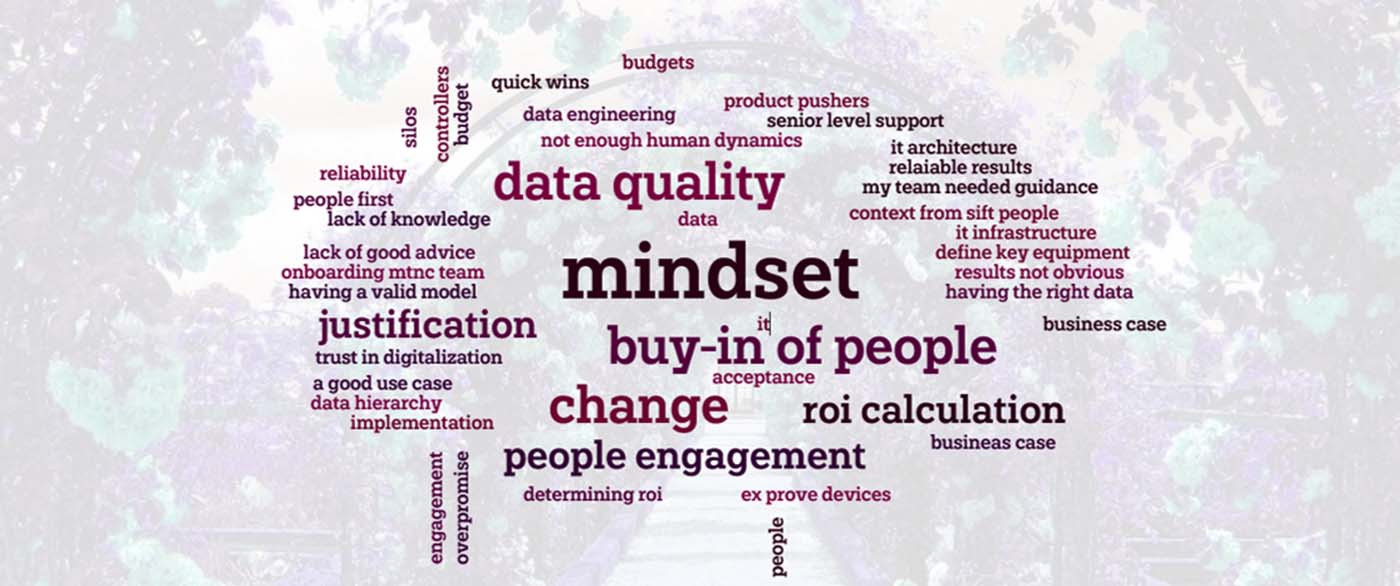 budgets
quick wins
controllers
budget
silos
data engineering
product pushers
senior level support
not enough human dynamics
it architecture
relaiable results
my team needed guidance
reliability
data quality
people first
lack of knowledge
data
context from sift people
it infrastructure
define key equipment
results not obvious
having the right data
lack of good advice
onboarding mtnc team
having a valid model
mindset
justification
it
buy-in of people
business case
trust in digitalization
acceptance
a good use case
data hierarchy
implementation
change
roi calculation
busineas case
people engagement
engagement
overpromise
determining roi
ex prove devices
people